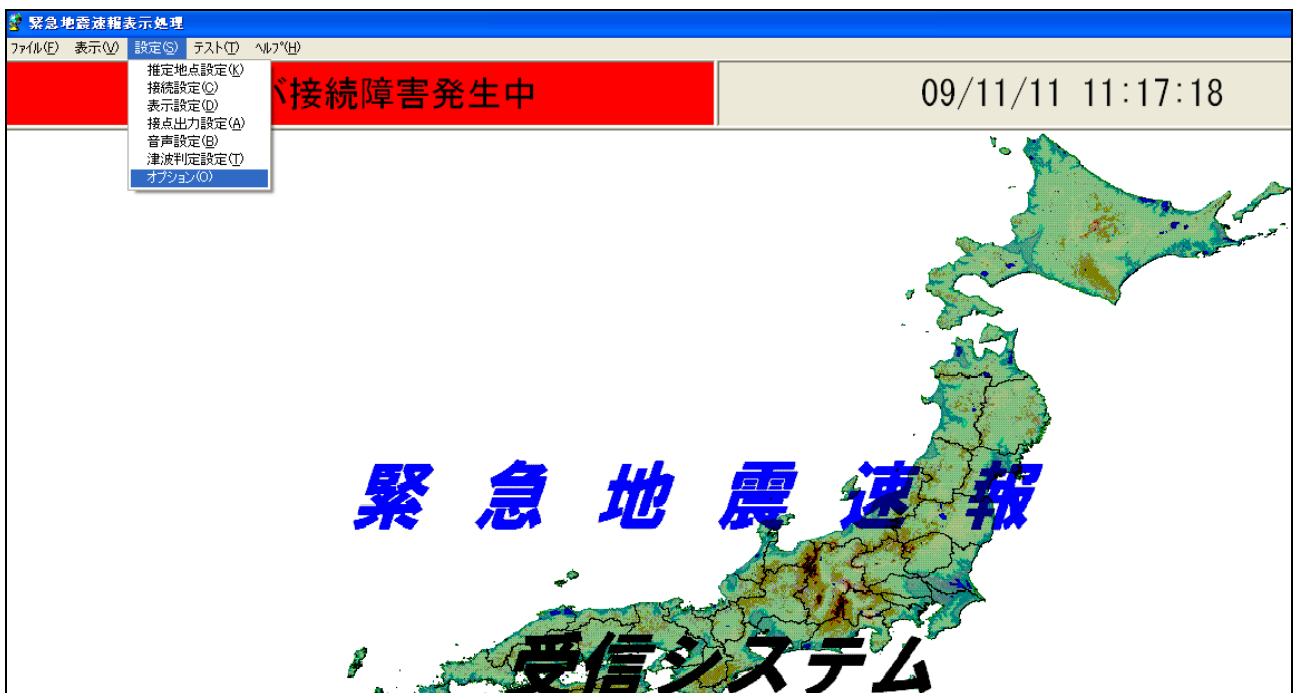 緊急地震速報表示処理
ファイル(F) 表示(V) 設定(S) テスト(T) ヘルプ(H)
推定地点設定(K)
接続設定(C)
表示設定(D)
接点出力設定(A)
音声設定(B)
津波判定設定(T)
オプション(O)
接続障害発生中
09/11/11 11:17:18
緊急地震速報
受信システム